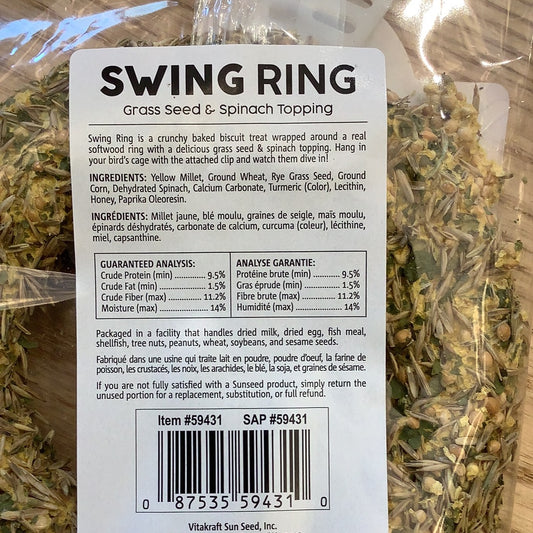 SWING RING
Grass Seed & Spinach Topping
Swing Ring is a crunchy baked biscuit treat wrapped around a real
softwood ring with a delicious grass seed & spinach topping. Hang in
your bird's cage with the attached clip and watch them dive in!
INGREDIENTS: Yellow Millet, Ground Wheat, Rye Grass Seed, Ground
Corn, Dehydrated Spinach, Calcium Carbonate, Turmeric (Color), Lecithin,
Honey, Paprika Oleoresin.
INGRÉDIENTS: Millet jaune, blé moulu, graines de seigle, maïs moulu,
épinards déshydratés, carbonate de calcium, curcuma (coleur), lécithine,
miel, capsanthine.
GUARANTEED ANALYSIS:
Crude Protein (min) ........... 9.5%
Crude Fat (min) ................. 1.5%
Crude Fiber (max) ............. 11.2%
Moisture (max) .................. 14%
ANALYSE GARANTIE:
Protéine brute (min) .......... 9.5%
Gras épruide (min) ............. 1.5%
Fibre brute (max) ............... 11.2%
Humidité (max) .................. 14%
Packaged in a facility that handles dried milk, dried egg, fish meal,
shellfish, tree nuts, peanuts, wheat, soybeans, and sesame seeds.
Fabriqué dans une usine qui traite lait en poudre, poudre d'oeuf, la farine de
poisson, les crustacés, les noix, les arachides, le blé, la soja, et graines de sésame.
If you are not fully satisfied with a Sunseed product, simply return the
unused portion for a replacement, substitution, or full refund.
Item #59431 SAP #59431
0 87535 59431 0
Vitakraft Sun Seed, Inc.